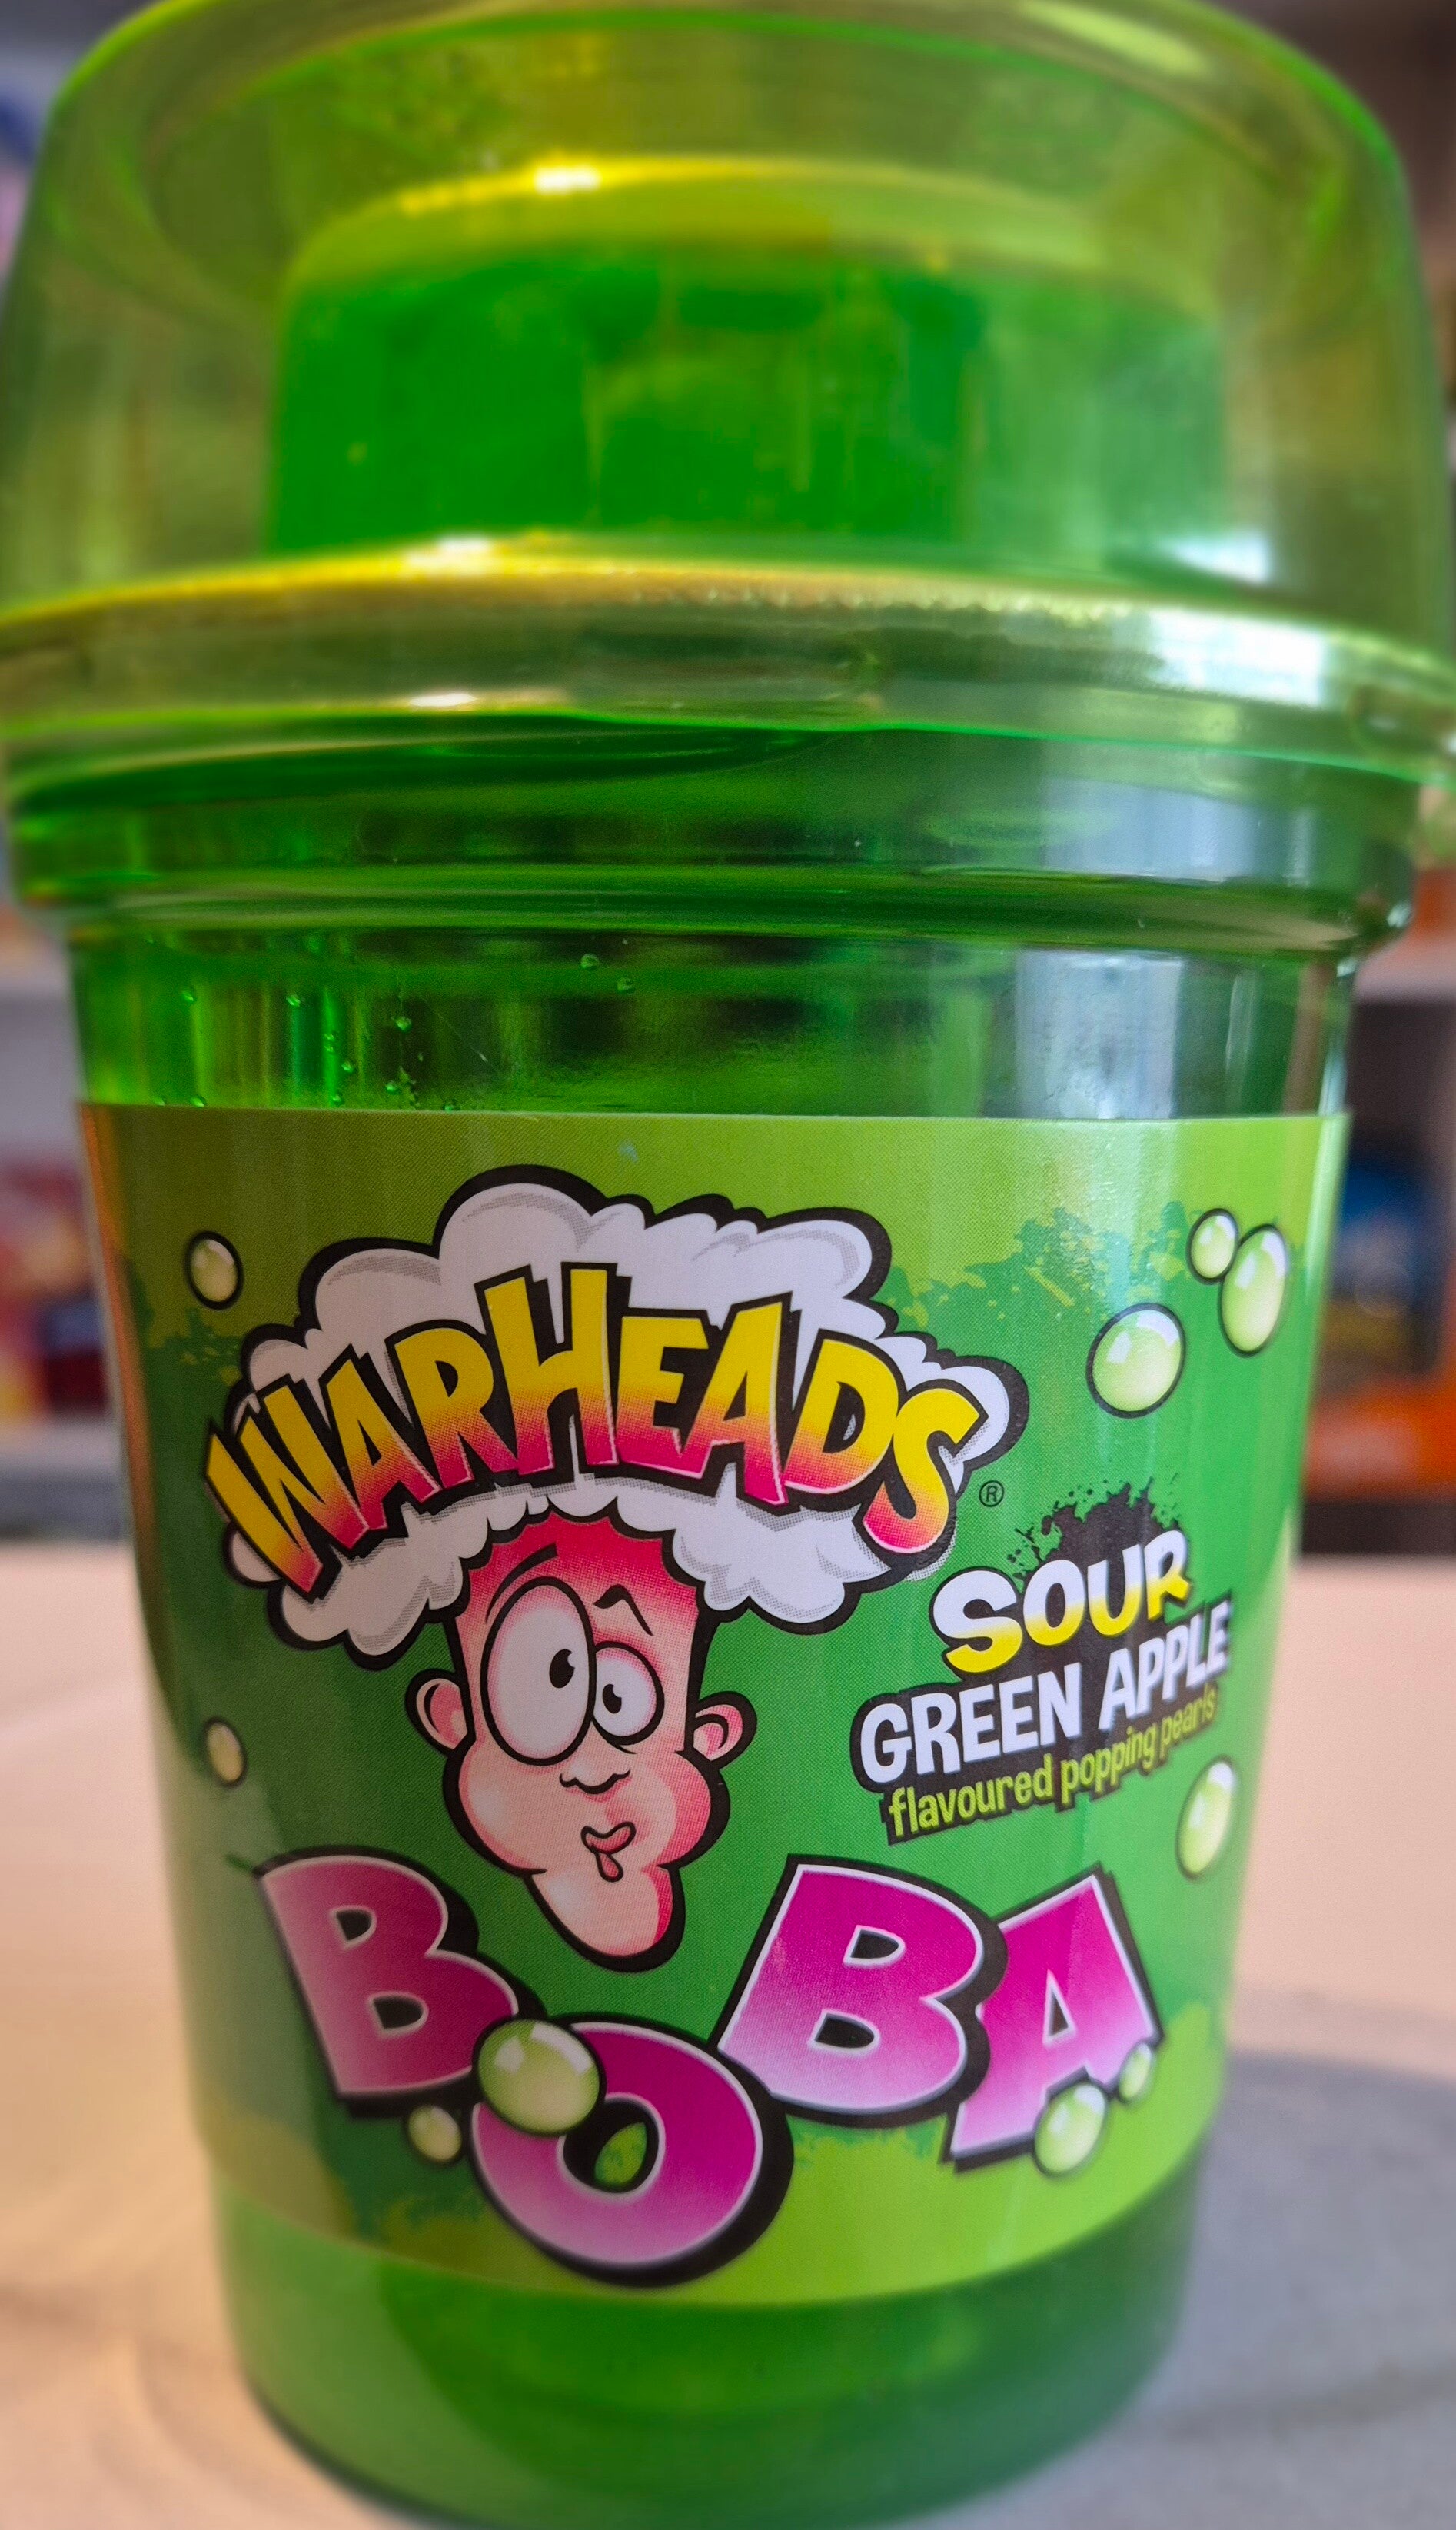 WARHEADS®
SOUR
GREEN APPLE
flavoured popping pearls
BOBA